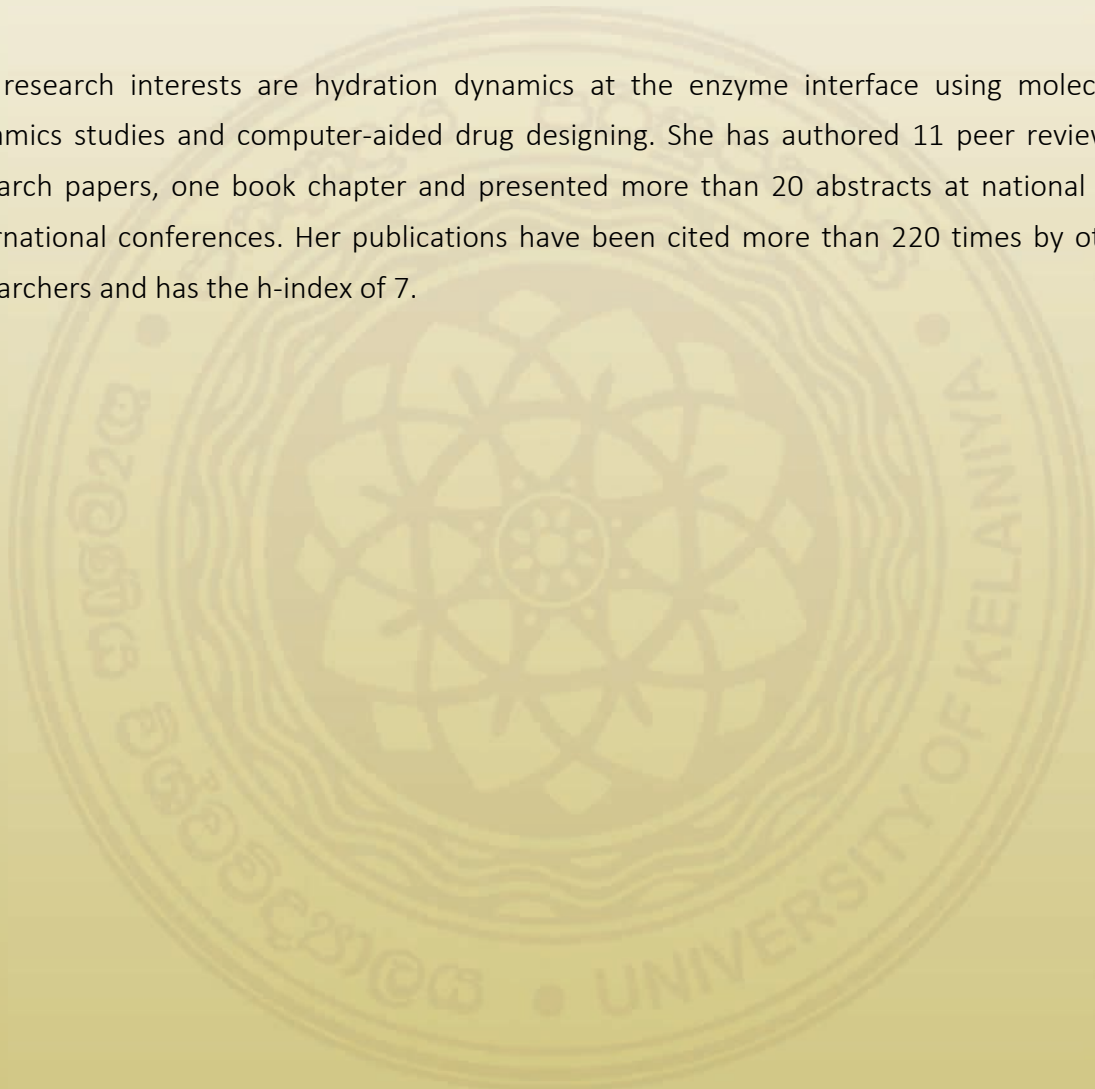 research interests are hydration dynamics at the enzyme interface using molec
amics studies and computer-aided drug designing. She has authored 11 peer review
arch papers, one book chapter and presented more than 20 abstracts at national
rnational conferences. Her publications have been cited more than 220 times by ot
archers and has the h-index of 7.
UNIVERSITY OF KELANIYA
විශ්වවිද්‍යාලය